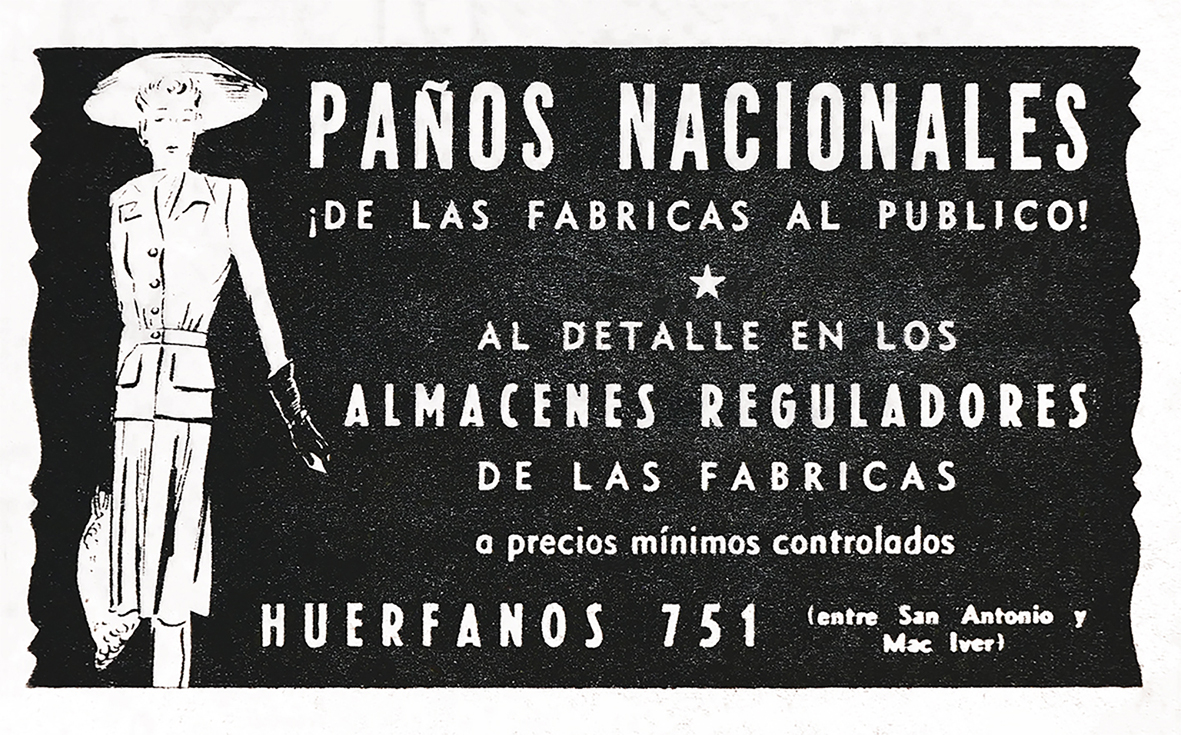 PAÑOS NACIONALES
¡DE LAS FABRICAS AL PUBLICO!
AL DETALLE EN LOS
ALMACENES REGULADORES
DE LAS FABRICAS
a precios mínimos controlados
HUERFANOS 751
(entre San Antonio y
Mac Iver)